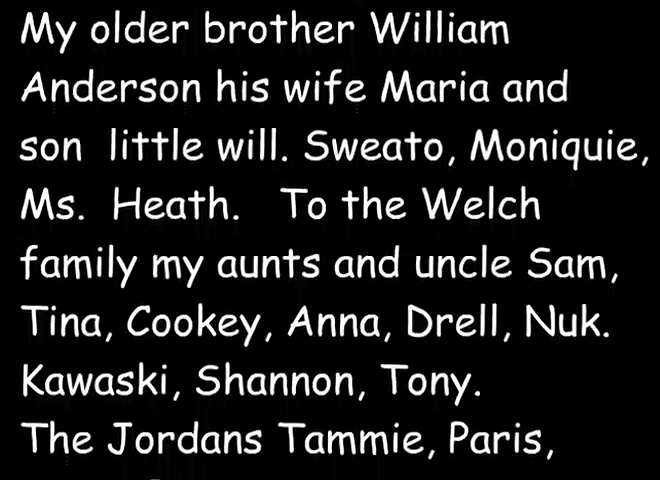 My older brother William
Anderson his wife Maria and
son  little will. Sweato, Moniquie,
Ms.  Heath.   To the Welch
family my aunts and uncle Sam,
Tina, Cookey, Anna, Drell, Nuk.
Kawaski, Shannon, Tony.
The Jordans Tammie, Paris,